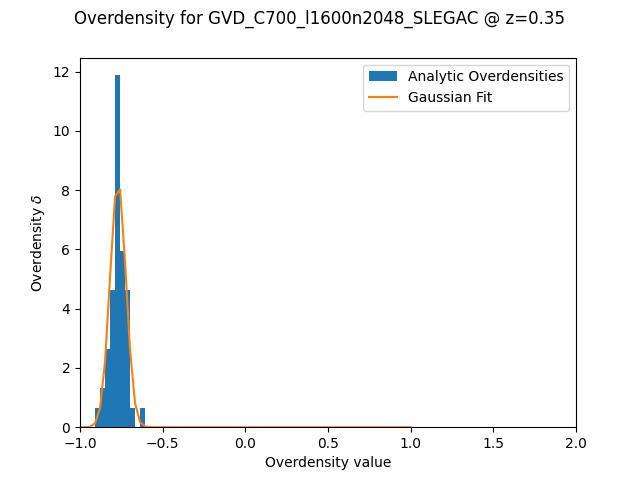 Overdensity for GVD_C700_l1600n2048_SLEGAC @ z=0.35
Analytic Overdensities
Gaussian Fit
Overdensity δ
12
10
8
6
4
2
0
−1.0 −0.5 0.0 0.5 1.0 1.5 2.0
Overdensity value